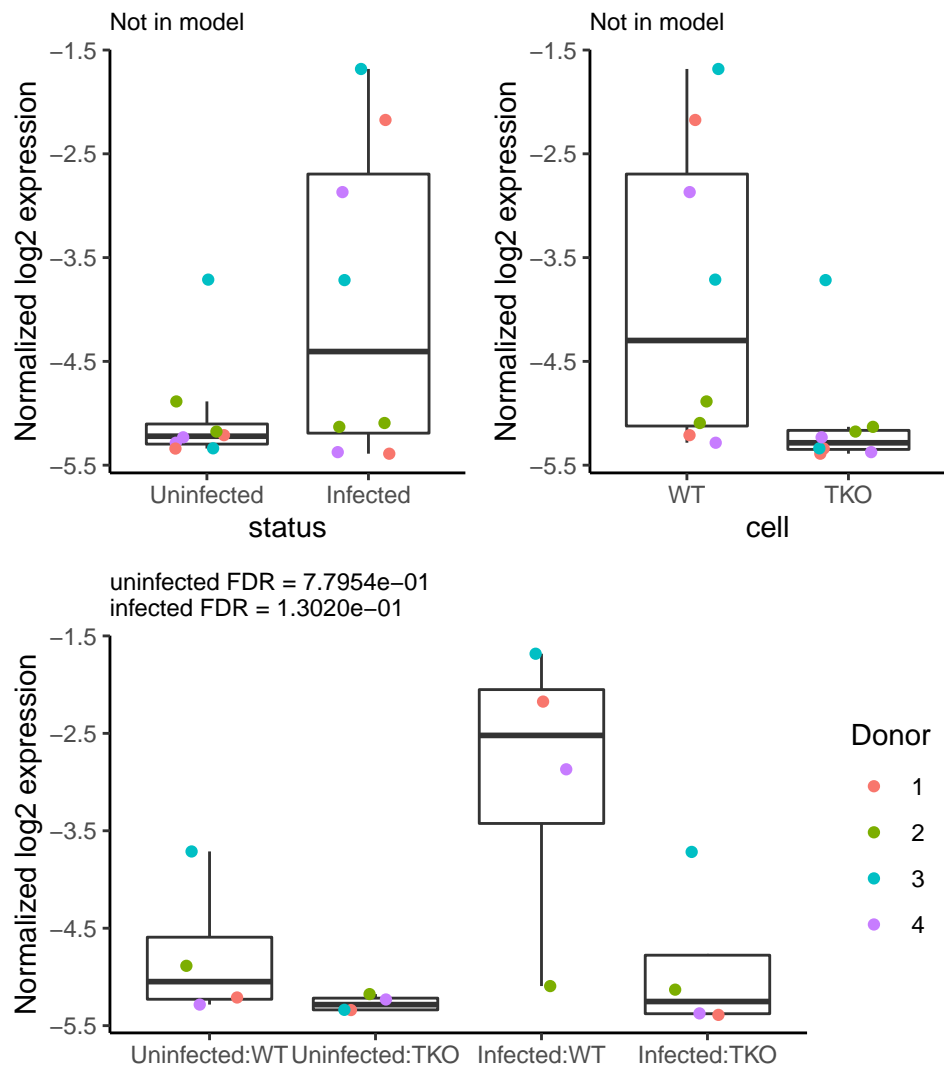 Not in model
Normalized log2 expression
−1.5
−2.5
−3.5
−4.5
−5.5
Uninfected
Infected
status
Not in model
Normalized log2 expression
−1.5
−2.5
−3.5
−4.5
−5.5
WT
TKO
cell
uninfected FDR = 7.7954e−01
infected FDR = 1.3020e−01
Normalized log2 expression
−1.5
−2.5
−3.5
−4.5
−5.5
Uninfected:WT
Uninfected:TKO
Infected:WT
Infected:TKO
Donor
1
2
3
4